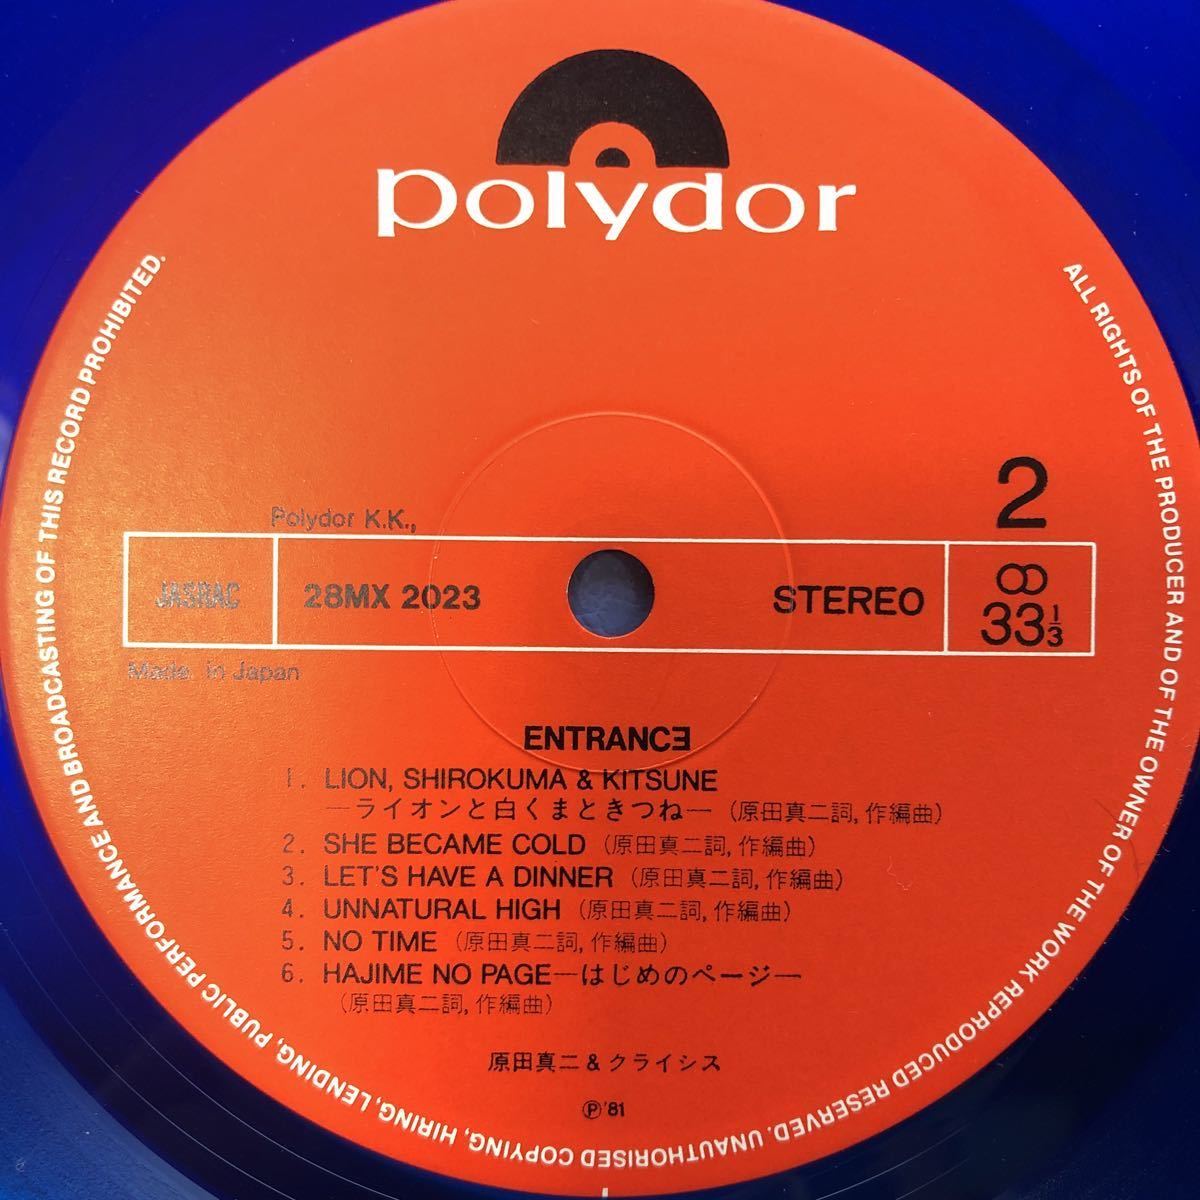 polydor
Polydor K.K.,
JASRAC
28MX 2023
STEREO
2
33 1/3
Made in Japan
ENTRANCƎ
1. LION, SHIROKUMA & KITSUNE
—ライオンと白くまときつね— (原田真二詞, 作編曲)
2. SHE BECAME COLD (原田真二詞, 作編曲)
3. LET'S HAVE A DINNER (原田真二詞, 作編曲)
4. UNNATURAL HIGH (原田真二詞, 作編曲)
5. NO TIME (原田真二詞, 作編曲)
6. HAJIME NO PAGE—はじめのページ—
(原田真二詞, 作編曲)
原田真二 & クライシス
Ⓟ'81
ALL RIGHTS OF THE PRODUCER AND OF THE OWNER OF THE WORK REPRODUCED RESERVED. UNAUTHORISED COPYING, HIRING, LENDING, PUBLIC PERFORMANCE AND BROADCASTING OF THIS RECORD PROHIBITED.